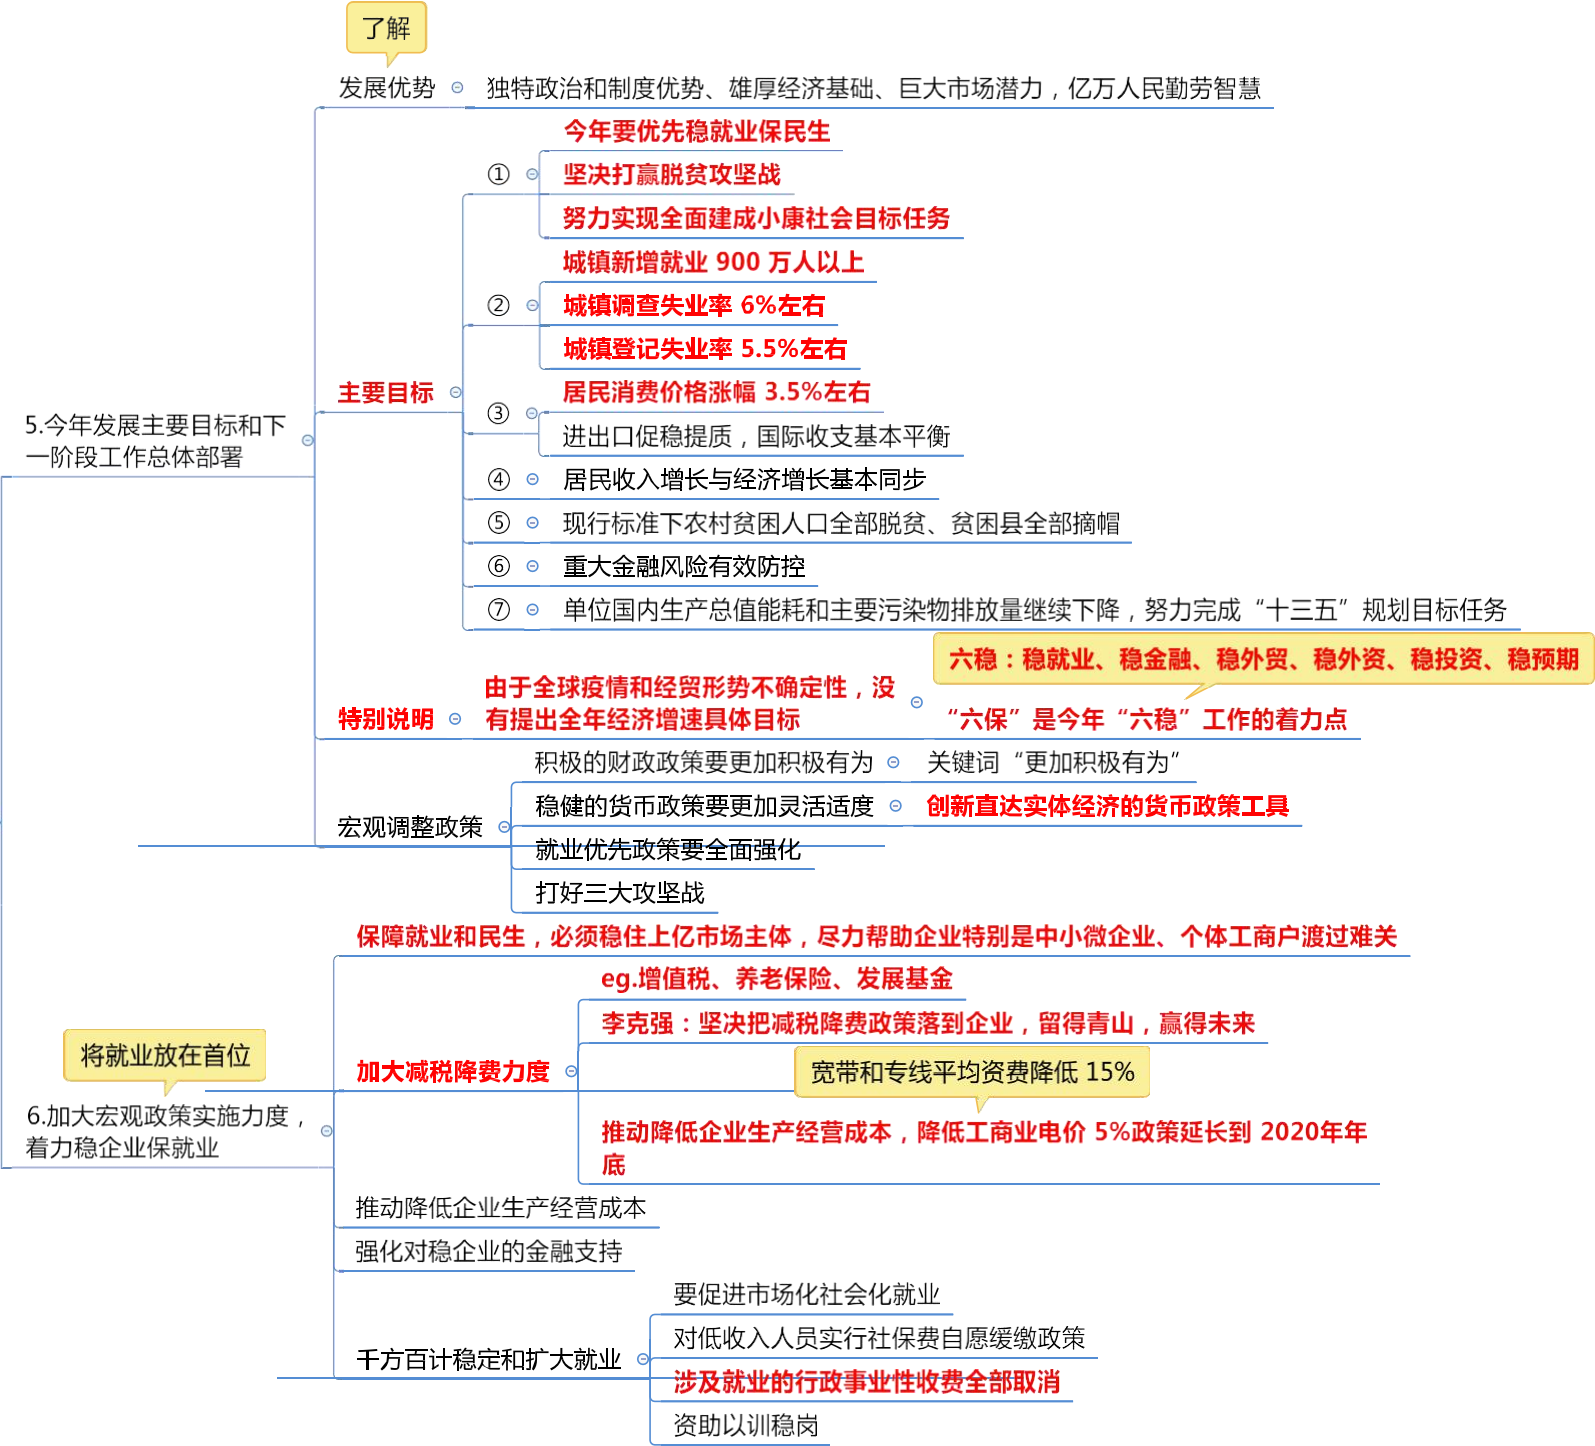 了解
发展优势
独特政治和制度优势、雄厚经济基础、巨大市场潜力，亿万人民勤劳智慧
5.今年发展主要目标和下
一阶段工作总体部署
主要目标
①
今年要优先稳就业保民生
坚决打赢脱贫攻坚战
努力实现全面建成小康社会目标任务
②
城镇新增就业 900 万人以上
城镇调查失业率 6%左右
城镇登记失业率 5.5%左右
③
居民消费价格涨幅 3.5%左右
进出口促稳提质，国际收支基本平衡
④
居民收入增长与经济增长基本同步
⑤
现行标准下农村贫困人口全部脱贫、贫困县全部摘帽
⑥
重大金融风险有效防控
⑦
单位国内生产总值能耗和主要污染物排放量继续下降，努力完成“十三五”规划目标任务
特别说明
由于全球疫情和经贸形势不确定性，没
有提出全年经济增速具体目标
六稳：稳就业、稳金融、稳外贸、稳外资、稳投资、稳预期
“六保”是今年“六稳”工作的着力点
宏观调整政策
积极的财政政策要更加积极有为
关键词“更加积极有为”
稳健的货币政策要更加灵活适度
创新直达实体经济的货币政策工具
就业优先政策要全面强化
打好三大攻坚战
将就业放在首位
6.加大宏观政策实施力度，
着力稳企业保就业
保障就业和民生，必须稳住上亿市场主体，尽力帮助企业特别是中小微企业、个体工商户渡过难关
加大减税降费力度
eg.增值税、养老保险、发展基金
李克强：坚决把减税降费政策落到企业，留得青山，赢得未来
宽带和专线平均资费降低 15%
推动降低企业生产经营成本，降低工商业电价 5%政策延长到 2020年年
底
推动降低企业生产经营成本
强化对稳企业的金融支持
千方百计稳定和扩大就业
要促进市场化社会化就业
对低收入人员实行社保费自愿缓缴政策
涉及就业的行政事业性收费全部取消
资助以训稳岗